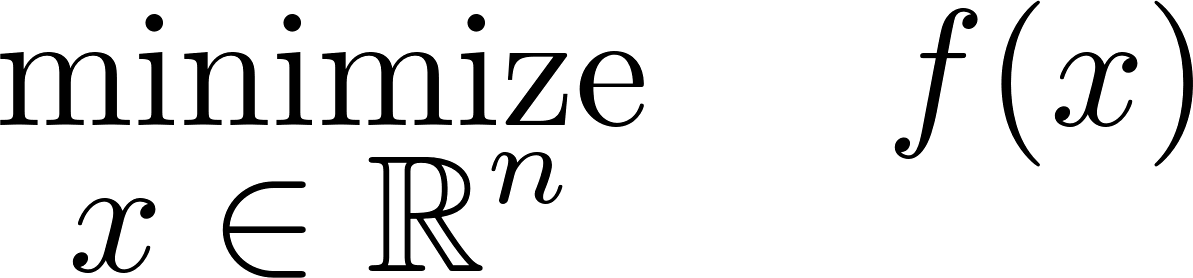 minimize f(x)
x ∈ ℝⁿ